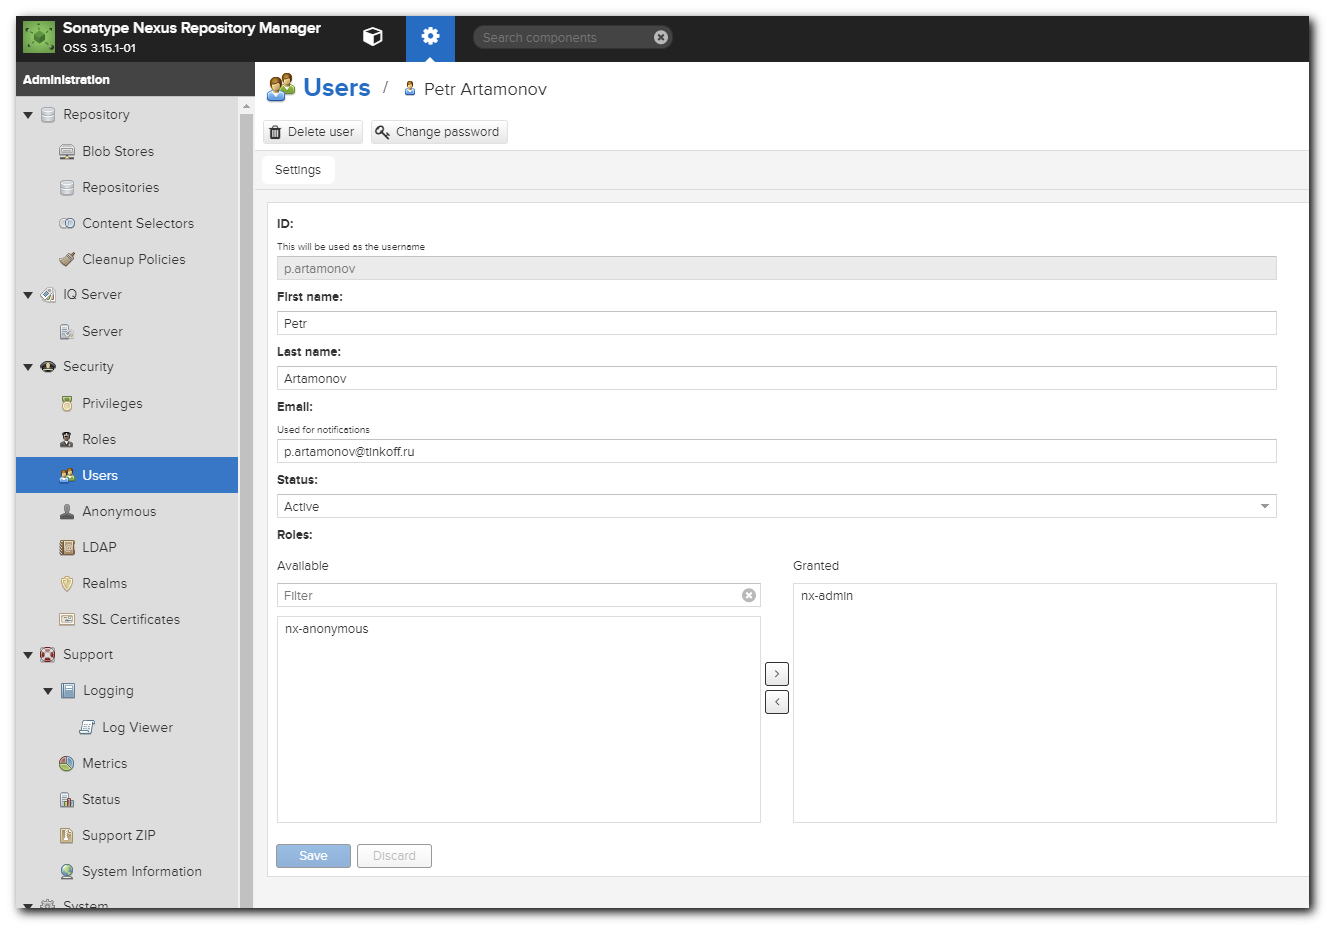 Sonatype Nexus Repository Manager
OSS 3.15.1-01
Search components
Administration
Repository
Blob Stores
Repositories
Content Selectors
Cleanup Policies
IQ Server
Server
Security
Privileges
Roles
Users
Anonymous
LDAP
Realms
SSL Certificates
Support
Logging
Log Viewer
Metrics
Status
Support ZIP
System Information
System
Users / Petr Artamonov
Delete user
Change password
Settings
ID:
This will be used as the username
p.artamonov
First name:
Petr
Last name:
Artamonov
Email:
Used for notifications
p.artamonov@tinkoff.ru
Status:
Active
Roles:
Available
Filter
nx-anonymous
>
<
Granted
nx-admin
Save
Discard